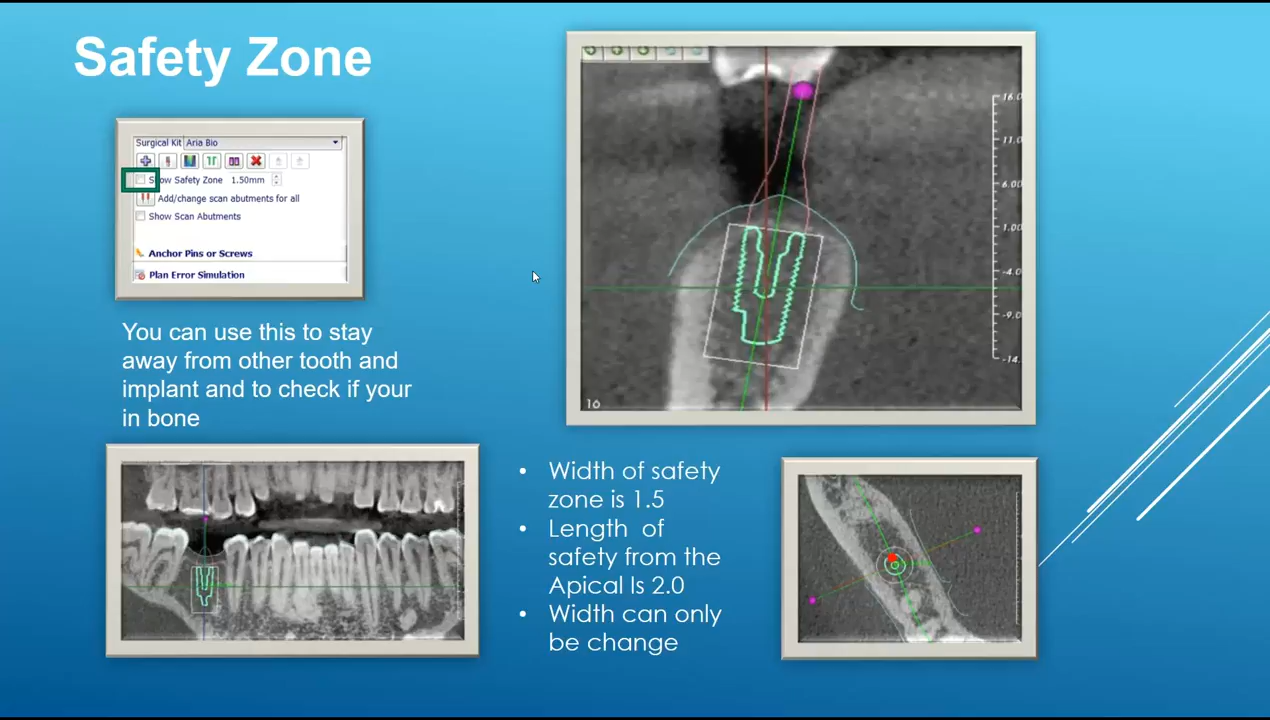 Safety Zone
Surgical Kit Aria Bio
Show Safety Zone 1.50mm
Add/change scan abutments for all
Show Scan Abutments
Anchor Pins or Screws
Plan Error Simulation
You can use this to stay
away from other tooth and
implant and to check if your
in bone
16.0
11.0
6.00
1.00
-4.0
-9.0
-14.
16
• Width of safety
zone is 1.5
• Length of
safety from the
Apical Is 2.0
• Width can only
be change